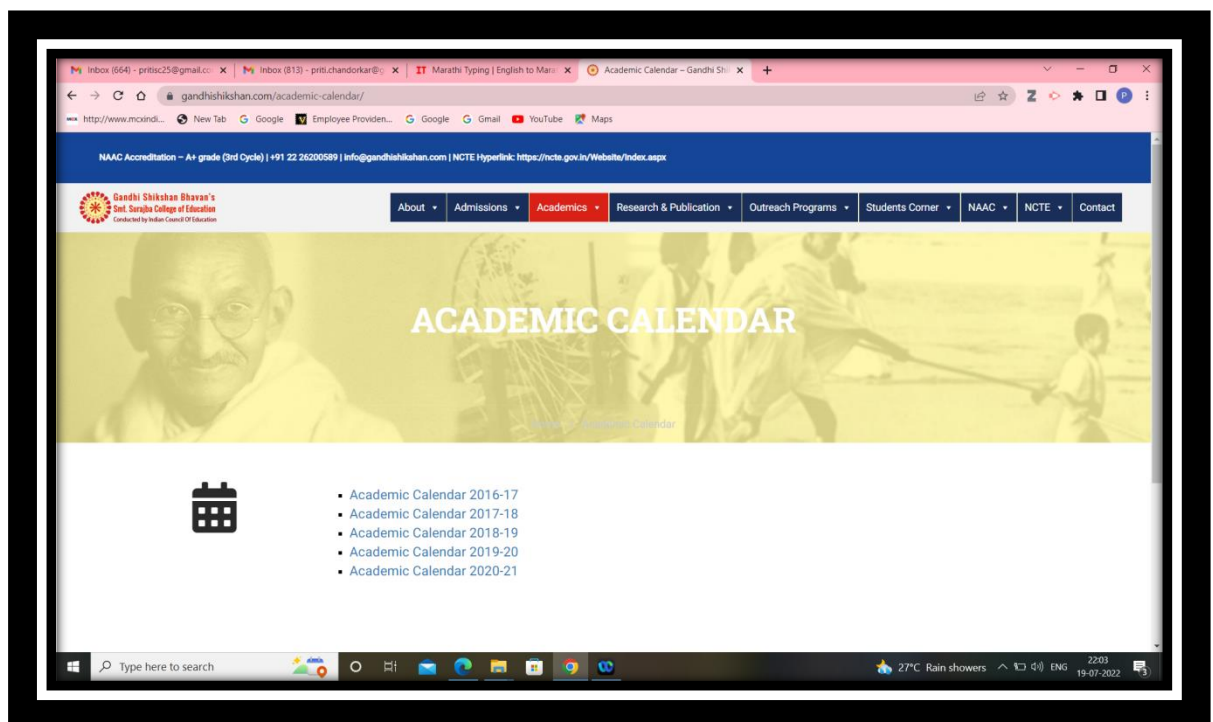 Inbox (664) - pritisc25@gmail.co
Inbox (813) - priti.chandorkar@g
IT Marathi Typing | English to Mara
Academic Calendar – Gandhi Shi
gandhishikshan.com/academic-calendar/
http://www.mcxindi...
New Tab
Google
Employee Providen...
Google
Gmail
YouTube
Maps
NAAC Accreditation – A+ grade (3rd Cycle) | +91 22 26200589 | info@gandhishikshan.com | NCTE Hyperlink: https://ncte.gov.in/Website/Index.aspx
Gandhi Shikshan Bhavan's
Smt. Surajba College of Education
Conducted by Indian Council Of Education
About
Admissions
Academics
Research & Publication
Outreach Programs
Students Corner
NAAC
NCTE
Contact
ACADEMIC CALENDAR
Calendar
Academic Calendar 2016-17
Academic Calendar 2017-18
Academic Calendar 2018-19
Academic Calendar 2019-20
Academic Calendar 2020-21
Type here to search
27°C Rain showers
ENG
22:03
19-07-2022
3